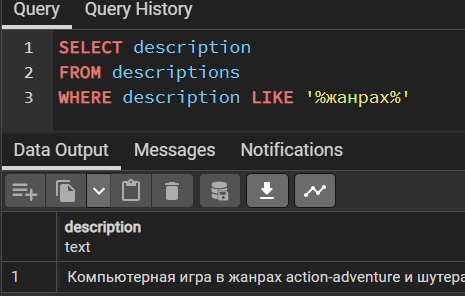 Query Query History
1 SELECT description
2 FROM descriptions
3 WHERE description LIKE '%жанрах%'
Data Output Messages Notifications
description
text
1 Компьютерная игра в жанрах action-adventure и шутера